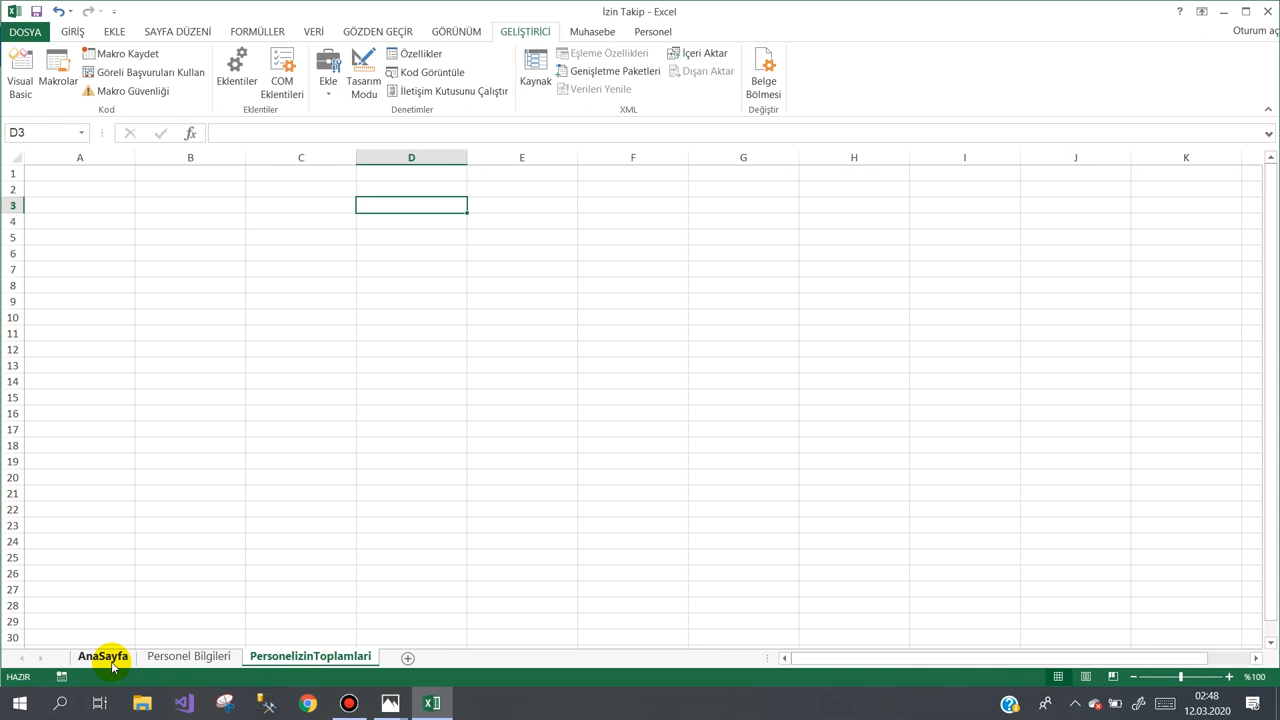 İzin Takip - Excel
DOSYA GİRİŞ EKLE SAYFA DÜZENİ FORMÜLLER VERİ GÖZDEN GEÇİR GÖRÜNÜM GELİŞTİRİCİ Muhasebe Personel Oturum aç
Visual Basic
Makrolar
Makro Kaydet
Göreli Başvuruları Kullan
Makro Güvenliği
Kod
Eklentiler
COM Eklentileri
Eklentiler
Ekle
Tasarım Modu
Özellikler
Kod Görüntüle
İletişim Kutusunu Çalıştır
Denetimler
Kaynak
Eşleme Özellikleri
Genişletme Paketleri
Verileri Yenile
İçeri Aktar
Dışarı Aktar
XML
Belge Bölmesi
Değiştir
D3 fx
A B C D E F G H I J K
1
2
3
4
5
6
7
8
9
10
11
12
13
14
15
16
17
18
19
20
21
22
23
24
25
26
27
28
29
30
AnaSayfa Personel Bilgileri PersonelizinToplamlari
HAZIR %100
02:48
12.03.2020